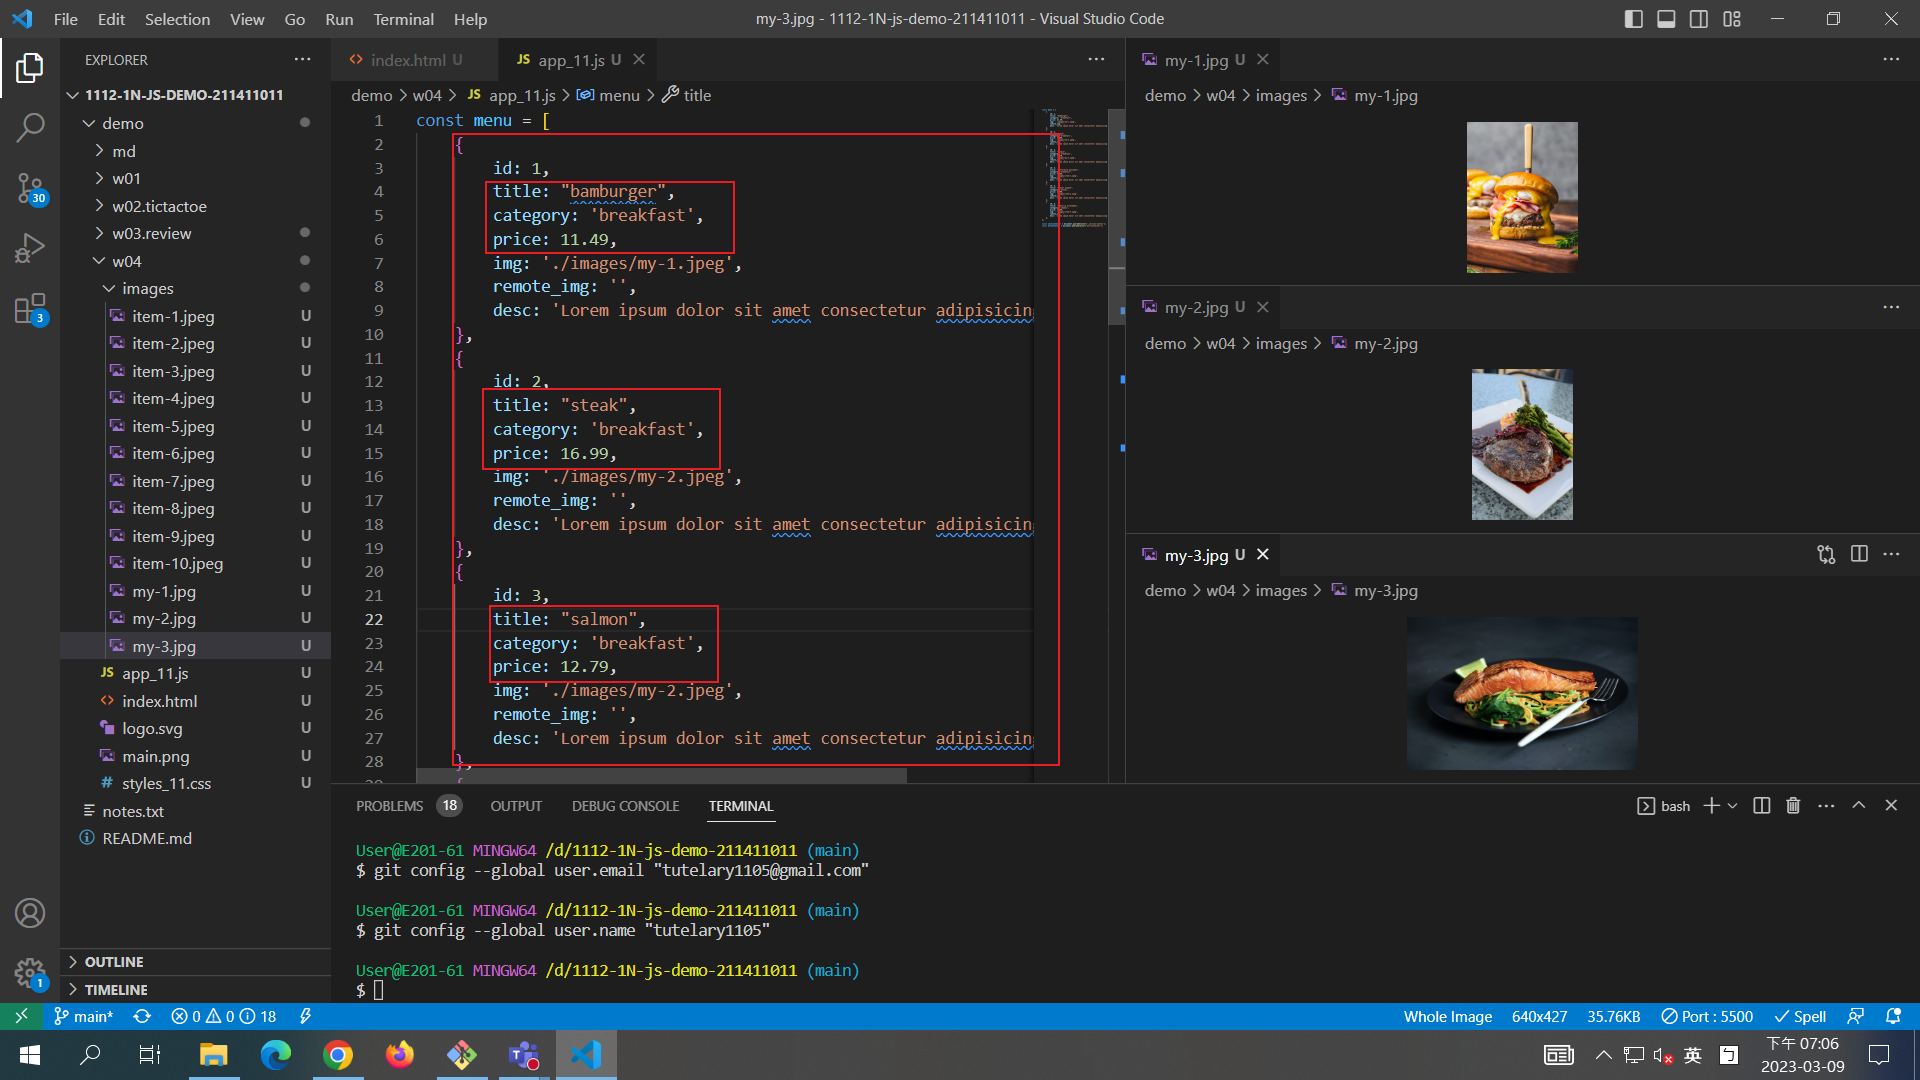 File Edit Selection View Go Run Terminal Help
my-3.jpg - 1112-1N-js-demo-211411011 - Visual Studio Code
EXPLORER
1112-1N-JS-DEMO-211411011
demo
md
w01
w02.tictactoe
w03.review
w04
images
item-1.jpeg U
item-2.jpeg U
item-3.jpeg U
item-4.jpeg U
item-5.jpeg U
item-6.jpeg U
item-7.jpeg U
item-8.jpeg U
item-9.jpeg U
item-10.jpeg U
my-1.jpg U
my-2.jpg U
my-3.jpg U
JS app_11.js U
index.html U
logo.svg U
main.png U
# styles_11.css U
notes.txt
README.md
OUTLINE
TIMELINE
30
3
1
index.html U
JS app_11.js U
demo > w04 > JS app_11.js > menu > title
1 const menu = [
2 {
3 id: 1,
4 title: "bamburger",
5 category: 'breakfast',
6 price: 11.49,
7 img: './images/my-1.jpeg',
8 remote_img: '',
9 desc: 'Lorem ipsum dolor sit amet consectetur adipisicin
10 },
11 {
12 id: 2,
13 title: "steak",
14 category: 'breakfast',
15 price: 16.99,
16 img: './images/my-2.jpeg',
17 remote_img: '',
18 desc: 'Lorem ipsum dolor sit amet consectetur adipisicing
19 },
20 {
21 id: 3,
22 title: "salmon",
23 category: 'breakfast',
24 price: 12.79,
25 img: './images/my-2.jpeg',
26 remote_img: '',
27 desc: 'Lorem ipsum dolor sit amet consectetur adipisicin
28 },
my-1.jpg U
demo > w04 > images > my-1.jpg
my-2.jpg U
demo > w04 > images > my-2.jpg
my-3.jpg U
demo > w04 > images > my-3.jpg
PROBLEMS 18 OUTPUT DEBUG CONSOLE TERMINAL
bash
User@E201-61 MINGW64 /d/1112-1N-js-demo-211411011 (main)
$ git config --global user.email "tutelary1105@gmail.com"
User@E201-61 MINGW64 /d/1112-1N-js-demo-211411011 (main)
$ git config --global user.name "tutelary1105"
User@E201-61 MINGW64 /d/1112-1N-js-demo-211411011 (main)
$
main* 0 0 18
Whole Image 640x427 35.76KB Port : 5500 Spell
英
下午 07:06
2023-03-09